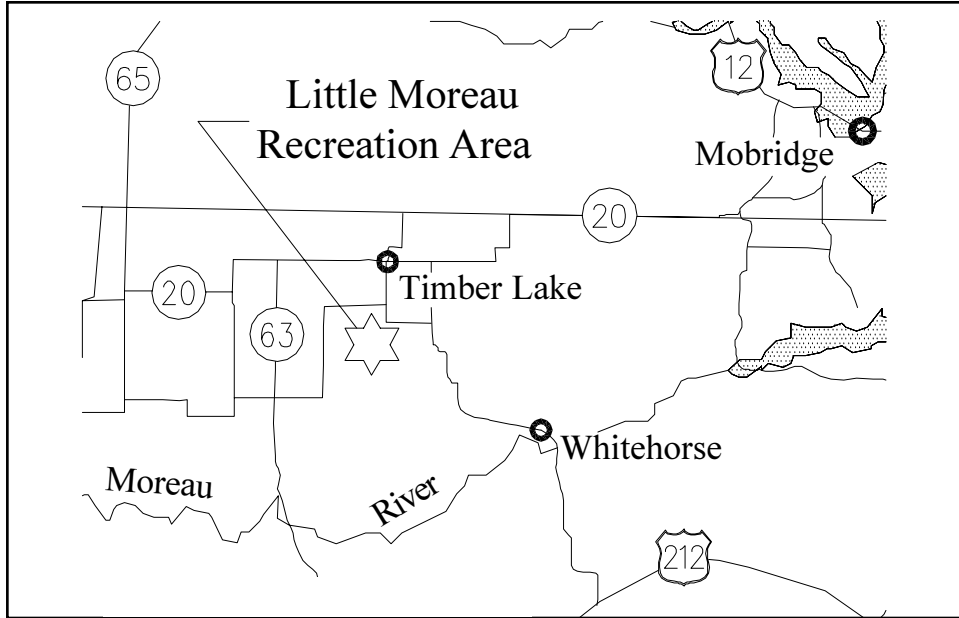 65
12
Little Moreau
Recreation Area
Mobridge
20
Timber Lake
20
63
Whitehorse
Moreau
River
212